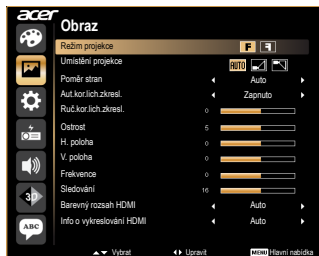 acer
Obraz
Režim projekce F F
Umístění projekce AUTO
Poměr stran Auto
Aut.kor.lich.zkresl. Zapnuto
Ruč.kor.lich.zkresl. 0
Ostrost 5
H. poloha 0
V. poloha 0
Frekvence 0
Sledování 16
Barevný rozsah HDMI Auto
Info o vykreslování HDMI Auto
3D
ABC
Vybrat Upravit MENU Hlavní nabídka